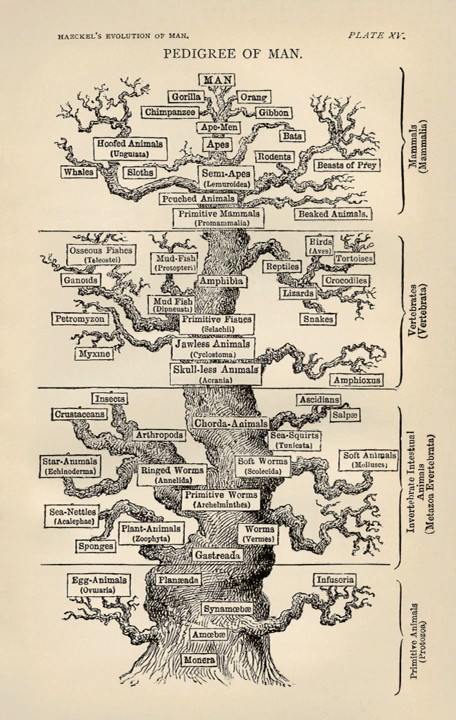 HAECKEL'S EVOLUTION OF MAN.
PLATE XV.
PEDIGREE OF MAN.
MAN
Gorilla
Orang
Chimpanzee
Gibbon
Ape-Men
Bats
Apes
Hoofed Animals
(Ungulata)
Rodents
Whales
Sloths
Semi-Apes
(Lemuroidea)
Beasts of Prey
Pouched Animals
Primitive Mammals
(Promammalia)
Beaked Animals.
Mammals
(Mammalia)
Osseous Fishes
(Teleostei)
Mud-Fish
(Protopteri)
Birds
(Aves)
Tortoises
Reptiles
Ganoids
Amphibia
Crocodiles
Lizards
Mud Fish
(Dipneusti)
Petromyzon
Primitive Fishes
(Selachii)
Snakes
Myxine
Jawless Animals
(Cyclostoma)
Skull-less Animals
(Acrania)
Amphioxus
Vertebrates
(Vertebrata)
Insects
Ascidians
Crustaceans
Salpæ
Chorda-Animals
Arthropods
Sea-Squirts
(Tunicata)
Star-Animals
(Echinoderma)
Ringed Worms
(Annelida)
Soft Worms
(Scolecida)
Soft Animals
(Molluscs)
Primitive Worms
(Archelminthes)
Sea-Nettles
(Acalephae)
Plant-Animals
(Zoophyta)
Worms
(Vermes)
Sponges
Gastreada
Invertebrate Intestinal
Animals
(Metazoa Evertebrata)
Egg-Animals
(Ovularia)
Planæada
Infusoria
Synamœbæ
Amœbæ
Monera
Primitive Animals
(Protozoa)